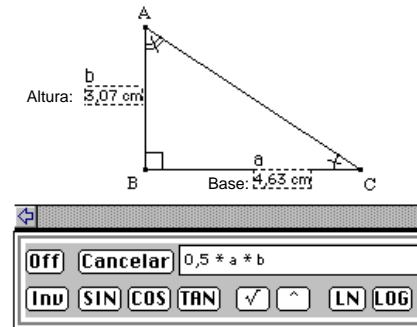 A
b
Altura: 3,07 cm
a
B Base: 4,63 cm C
Off Cancelar 0,5 * a * b
Inv SIN COS TAN √ ^ LN LOG